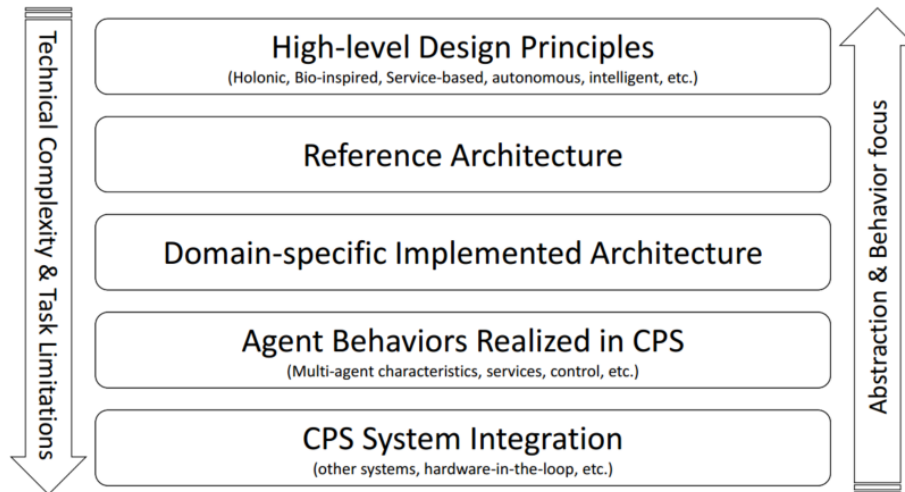 Technical Complexity & Task Limitations
High-level Design Principles
(Holonic, Bio-inspired, Service-based, autonomous, intelligent, etc.)
Reference Architecture
Domain-specific Implemented Architecture
Agent Behaviors Realized in CPS
(Multi-agent characteristics, services, control, etc.)
CPS System Integration
(other systems, hardware-in-the-loop, etc.)
Abstraction & Behavior focus